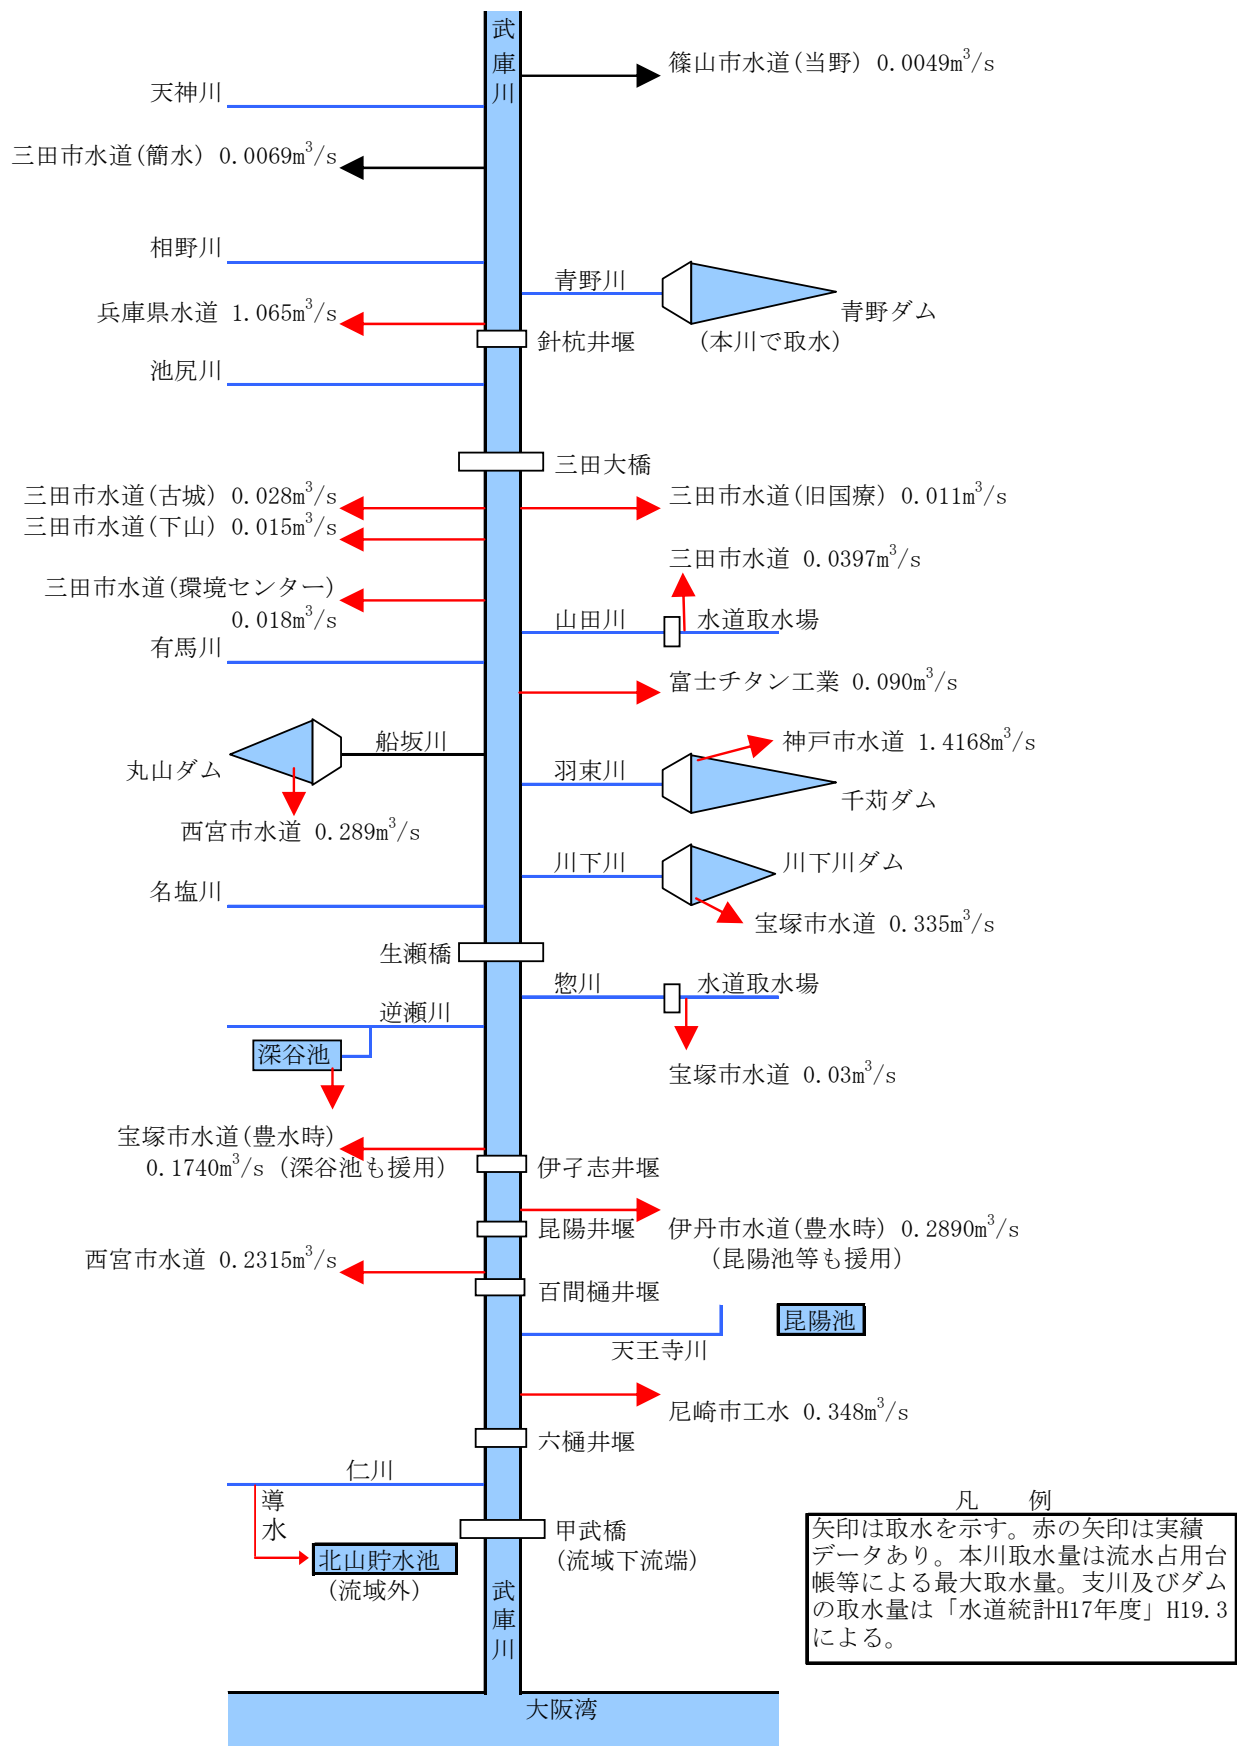 武庫川
篠山市水道(当野) 0.0049m³/s
天神川
三田市水道(簡水) 0.0069m³/s
相野川
青野川
青野ダム
兵庫県水道 1.065m³/s
針杭井堰
(本川で取水)
池尻川
三田大橋
三田市水道(古城) 0.028m³/s
三田市水道(旧国療) 0.011m³/s
三田市水道(下山) 0.015m³/s
三田市水道 0.0397m³/s
三田市水道(環境センター)
0.018m³/s
山田川
水道取水場
有馬川
富士チタン工業 0.090m³/s
船坂川
神戸市水道 1.4168m³/s
丸山ダム
羽束川
千苅ダム
西宮市水道 0.289m³/s
川下川
川下川ダム
名塩川
宝塚市水道 0.335m³/s
生瀬橋
惣川
水道取水場
逆瀬川
深谷池
宝塚市水道 0.03m³/s
宝塚市水道(豊水時)
0.1740m³/s (深谷池も援用)
伊孑志井堰
昆陽井堰
伊丹市水道(豊水時) 0.2890m³/s
(昆陽池等も援用)
西宮市水道 0.2315m³/s
百間樋井堰
昆陽池
天王寺川
尼崎市工水 0.348m³/s
六樋井堰
仁川
導水
甲武橋
(流域下流端)
北山貯水池
(流域外)
武庫川
凡 例
矢印は取水を示す。赤の矢印は実績
データあり。本川取水量は流水占用台
帳等による最大取水量。支川及びダム
の取水量は「水道統計H17年度」H19.3
による。
大阪湾